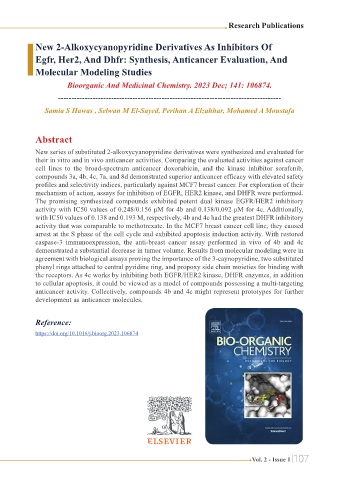 Research Publications
New 2-Alkoxycyanopyridine Derivatives As Inhibitors Of
Egfr, Her2, And Dhfr: Synthesis, Anticancer Evaluation, And
Molecular Modeling Studies
Bioorganic And Medicinal Chemistry. 2023 Dec; 141: 106874.
Samia S Hawas , Selwan M El-Sayed, Perihan A Elzahhar, Mohamed A Moustafa
Abstract
New series of substituted 2-alkoxycyanopyridine derivatives were synthesized and evaluated for
their in vitro and in vivo anticancer activities. Comparing the evaluated activities against cancer
cell lines to the broad-spectrum anticancer doxorubicin, and the kinase inhibitor sorafenib,
compounds 3a, 4b, 4c, 7a, and 8d demonstrated superior anticancer efficacy with elevated safety
profiles and selectivity indices, particularly against MCF7 breast cancer. For exploration of their
mechanism of action, assays for inhibition of EGFR, HER2 kinase, and DHFR were performed.
The promising synthesized compounds exhibited potent dual kinase EGFR/HER2 inhibitory
activity with IC50 values of 0.248/0.156 μM for 4b and 0.138/0.092 μM for 4c. Additionally,
with IC50 values of 0.138 and 0.193 M, respectively, 4b and 4c had the greatest DHFR inhibitory
activity that was comparable to methotrexate. In the MCF7 breast cancer cell line, they caused
arrest at the S phase of the cell cycle and exhibited apoptosis induction activity. With restored
caspase-3 immunoexpression, the anti-breast cancer assay performed in vivo of 4b and 4c
demonstrated a substantial decrease in tumor volume. Results from molecular modeling were in
agreement with biological assays proving the importance of the 3-caynopyridine, two substituted
phenyl rings attached to central pyridine ring, and propoxy side chain moieties for binding with
the receptors. As 4c works by inhibiting both EGFR/HER2 kinase, DHFR enzymes, in addition
to cellular apoptosis, it could be viewed as a model of compounds possessing a multi-targeting
anticancer activity. Collectively, compounds 4b and 4c might represent prototypes for further
development as anticancer molecules.
Reference:
https://doi.org/10.1016/j.bioorg.2023.106874
BIO-ORGANIC
CHEMISTRY
ELSEVIER
Vol. 2 - Issue 1 107